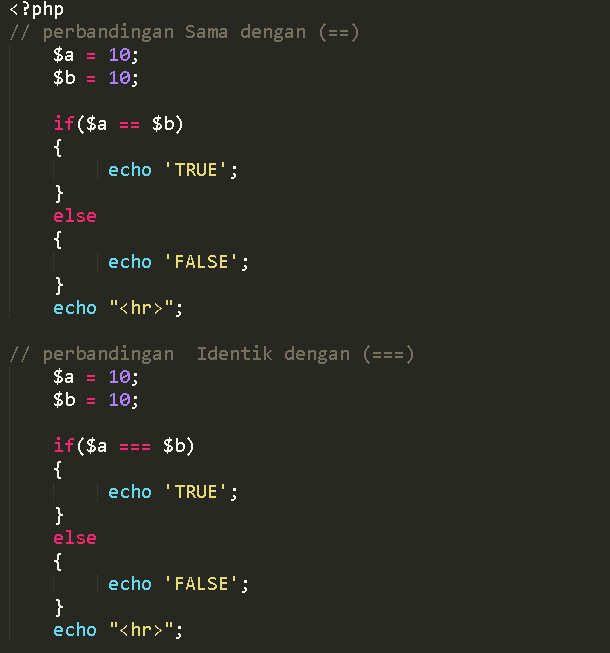 <?php
// perbandingan Sama dengan (==)
    $a = 10;
    $b = 10;

    if($a == $b)
    {
         echo 'TRUE';
    }
    else
    {
         echo 'FALSE';
    }
    echo "<hr>";

// perbandingan  Identik dengan (===)
    $a = 10;
    $b = 10;

    if($a === $b)
    {
         echo 'TRUE';
    }
    else
    {
         echo 'FALSE';
    }
    echo "<hr>";